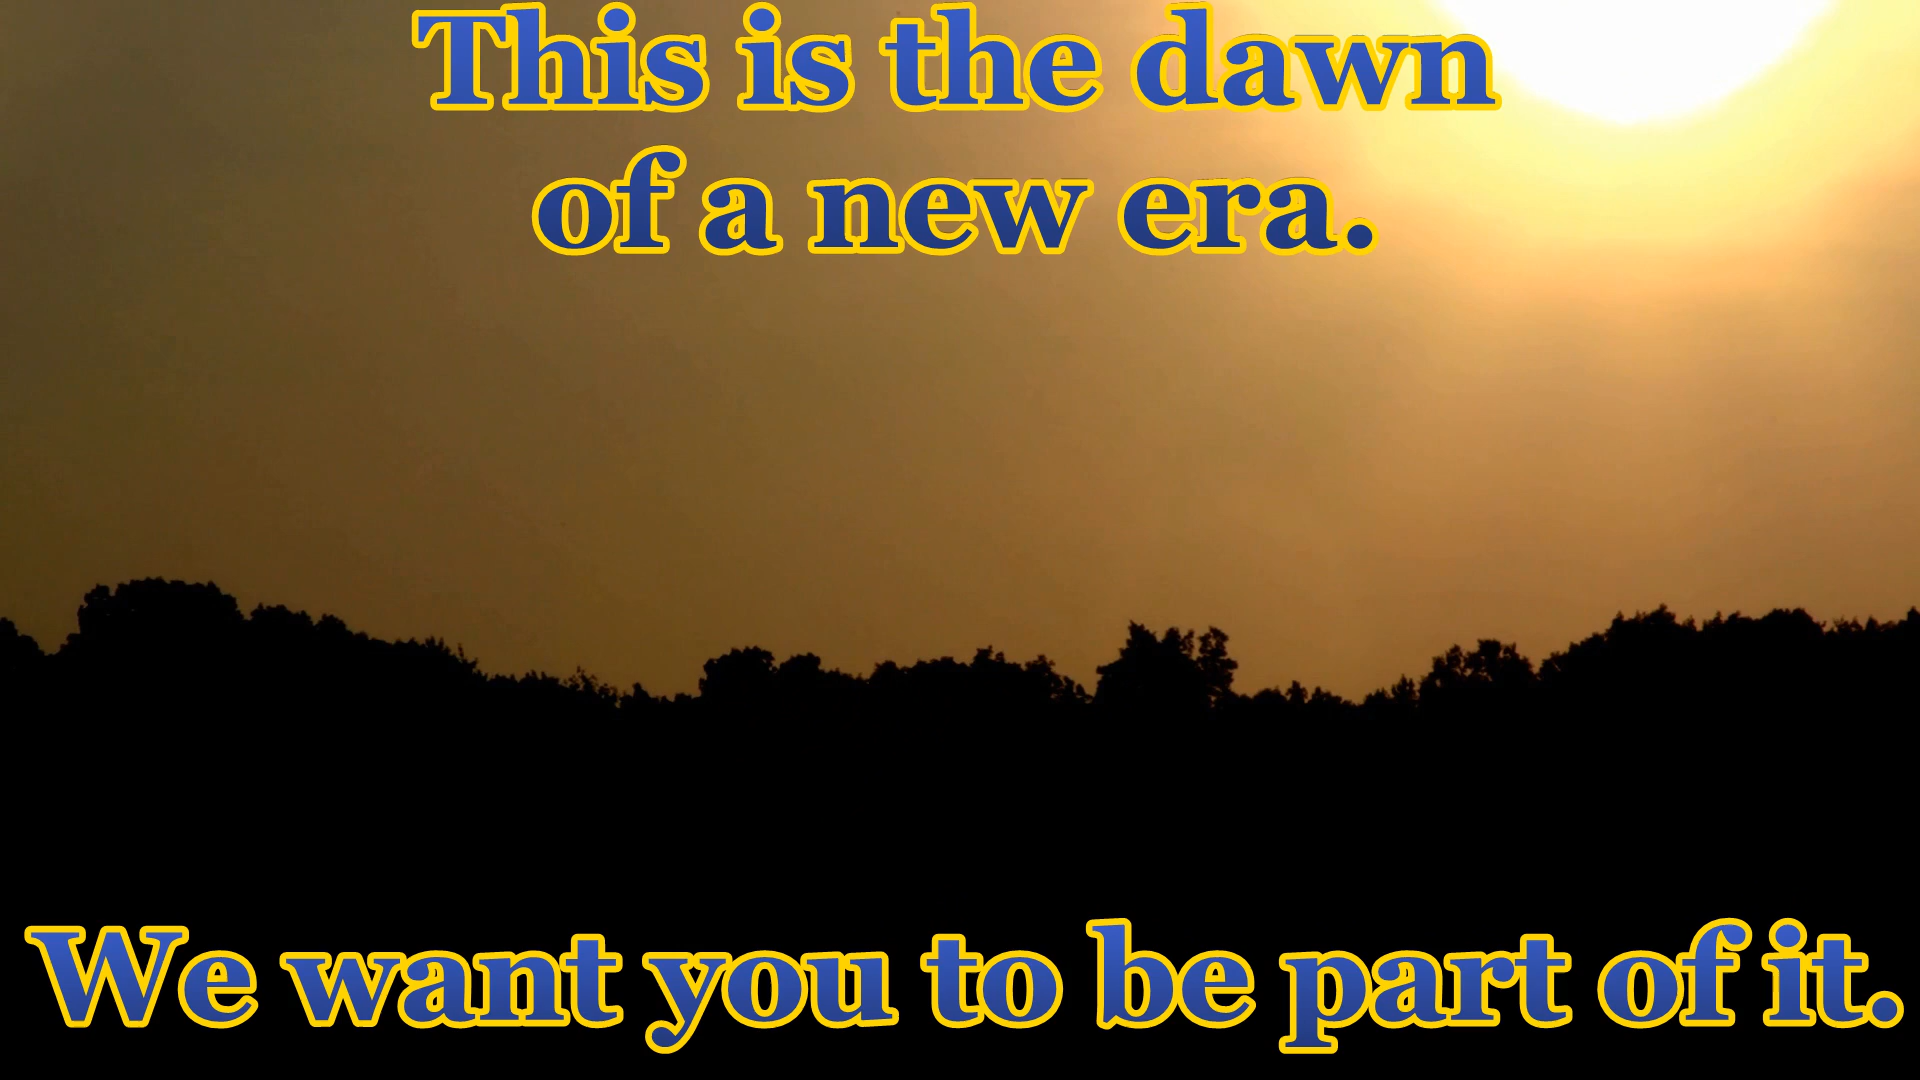 This is the dawn
of a new era.
We want you to be part of it.